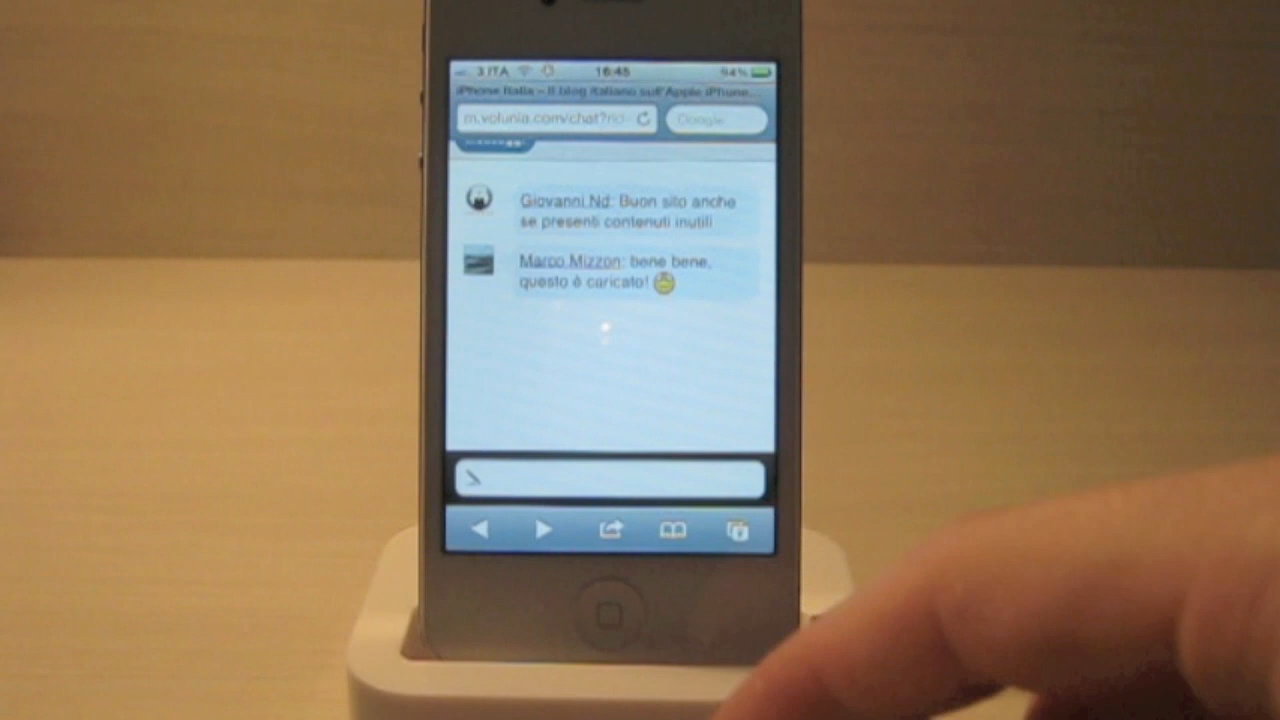 3 ITA 16:45 94%
iPhone Italia – Il blog italiano sull'Apple iPhone...
m.volunia.com/chat?rid Google
Giovanni Nd: Buon sito anche
se presenti contenuti inutili
Marco Mizzon: bene bene,
questo è caricato!